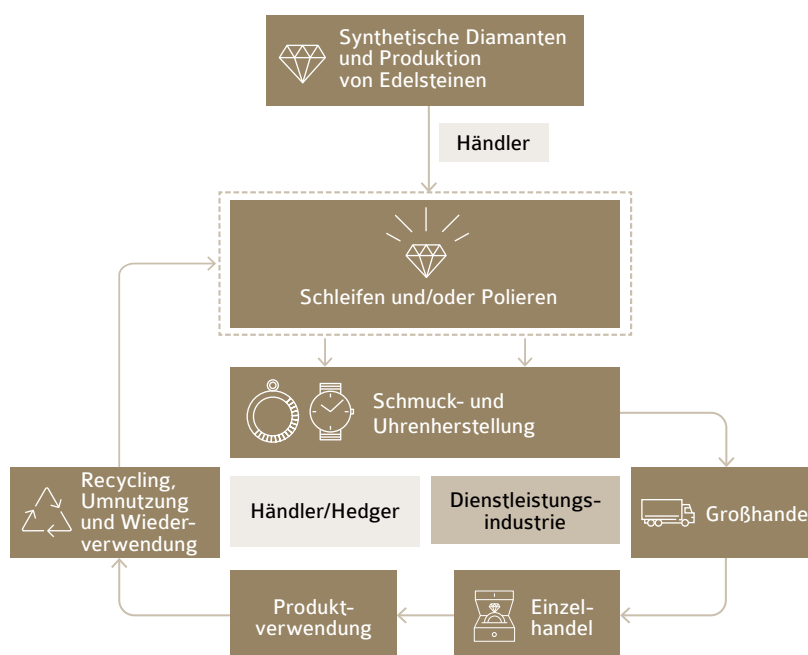 Synthetische Diamanten
und Produktion
von Edelsteinen
Händler
Schleifen und/oder Polieren
Schmuck- und
Uhrenherstellung
Recycling,
Umnutzung
und Wieder-
verwendung
Händler/Hedger
Dienstleistungs-
industrie
Großhande
Produkt-
verwendung
Einzel-
handel